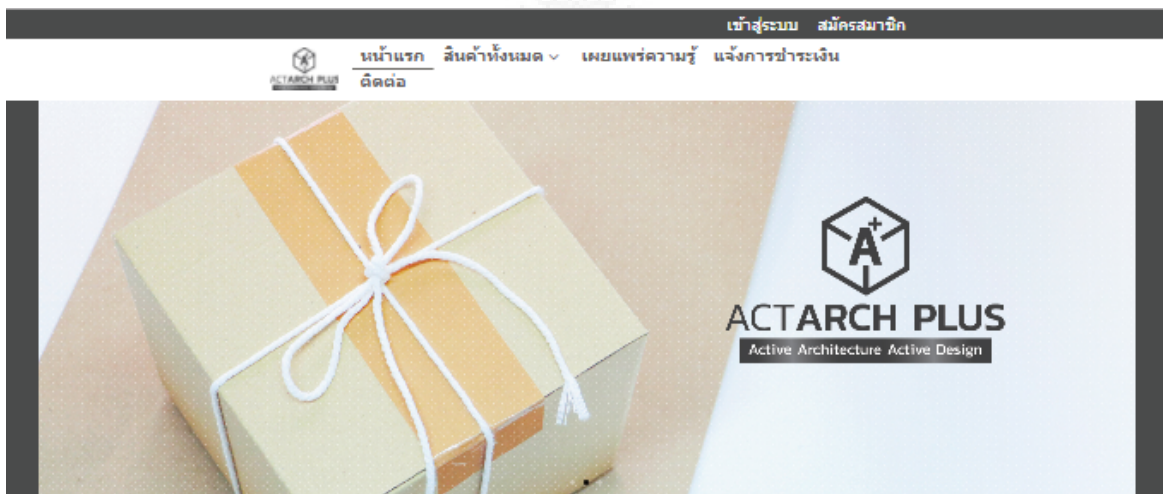 เข้าสู่ระบบ สมัครสมาชิก
ACTARCH PLUS
หน้าแรก สินค้าทั้งหมด เผยแพร่ความรู้ แจ้งการชำระเงิน
ติดต่อ
A+
ACTARCH PLUS
Active Architecture Active Design